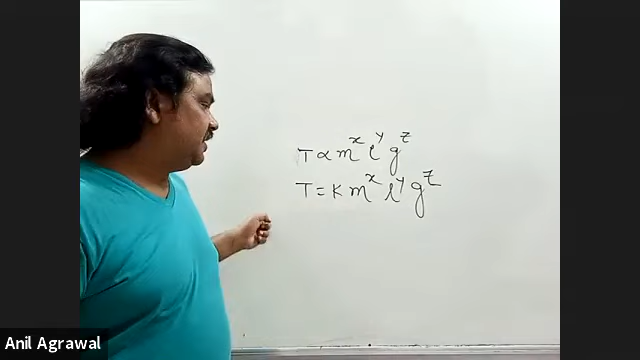 T ∝ m^x l^y g^z
T = K m^x l^y g^z
Anil Agrawal